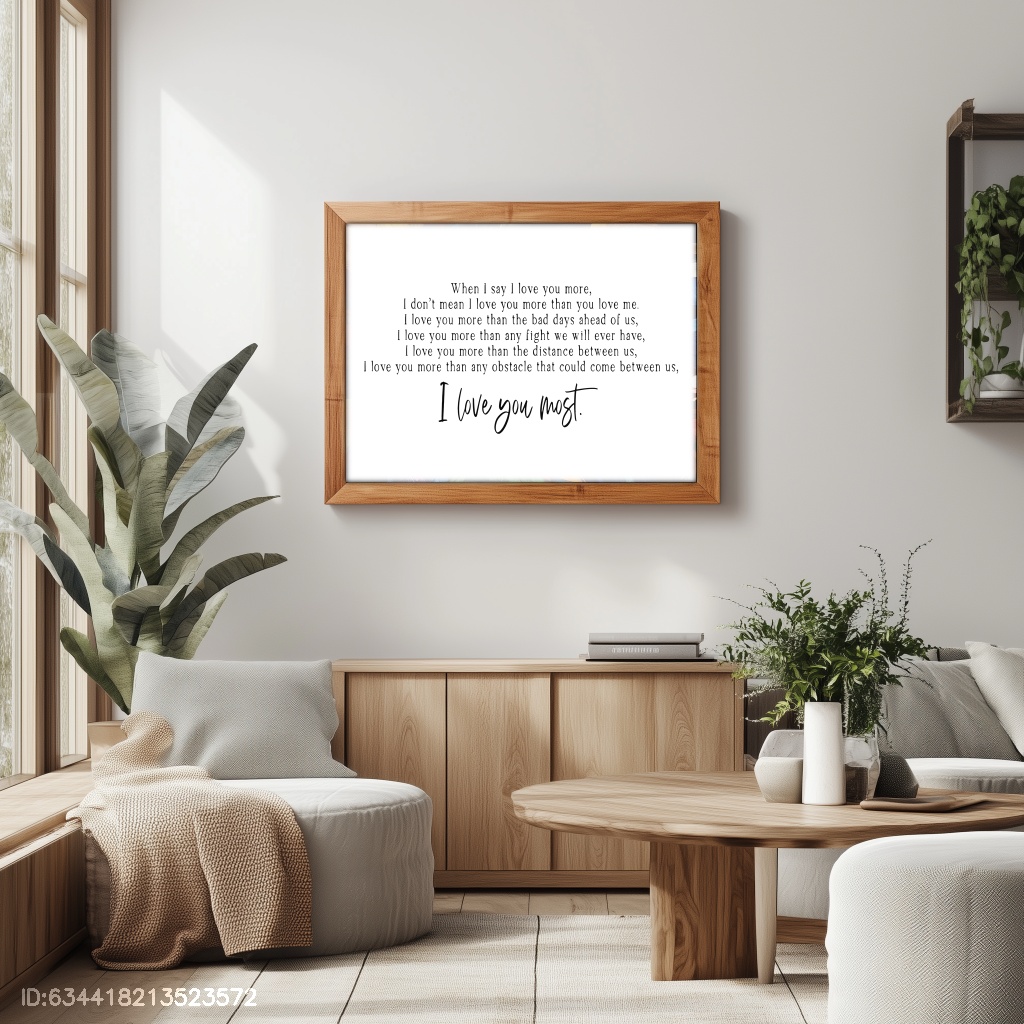 When I say I love you more,
I don't mean I love you more than you love me.
I love you more than the bad days ahead of us,
I love you more than any fight we will ever have,
I love you more than the distance between us,
I love you more than any obstacle that could come between us,
I love you most.
ID:634418213523572